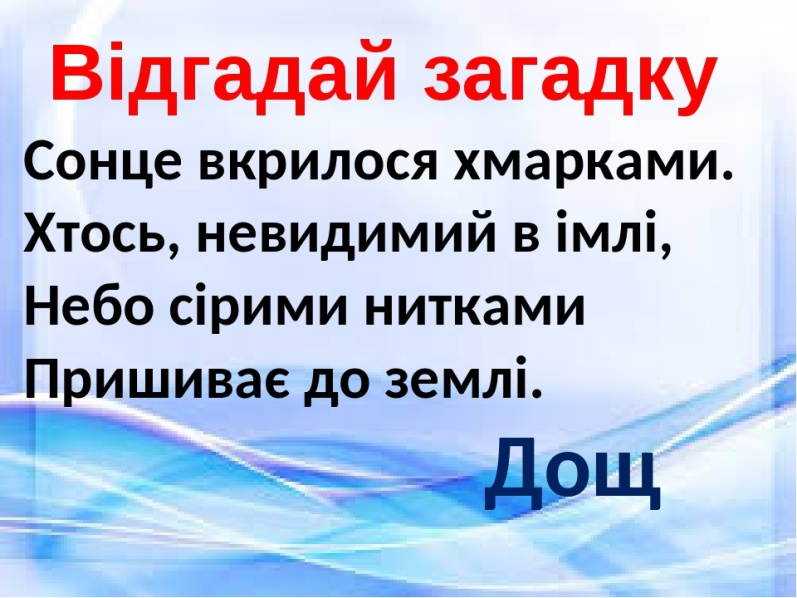 Відгадай загадку
Сонце вкрилося хмарками.
Хтось, невидимий в імлі,
Небо сірими нитками
Пришиває до землі.
Дощ